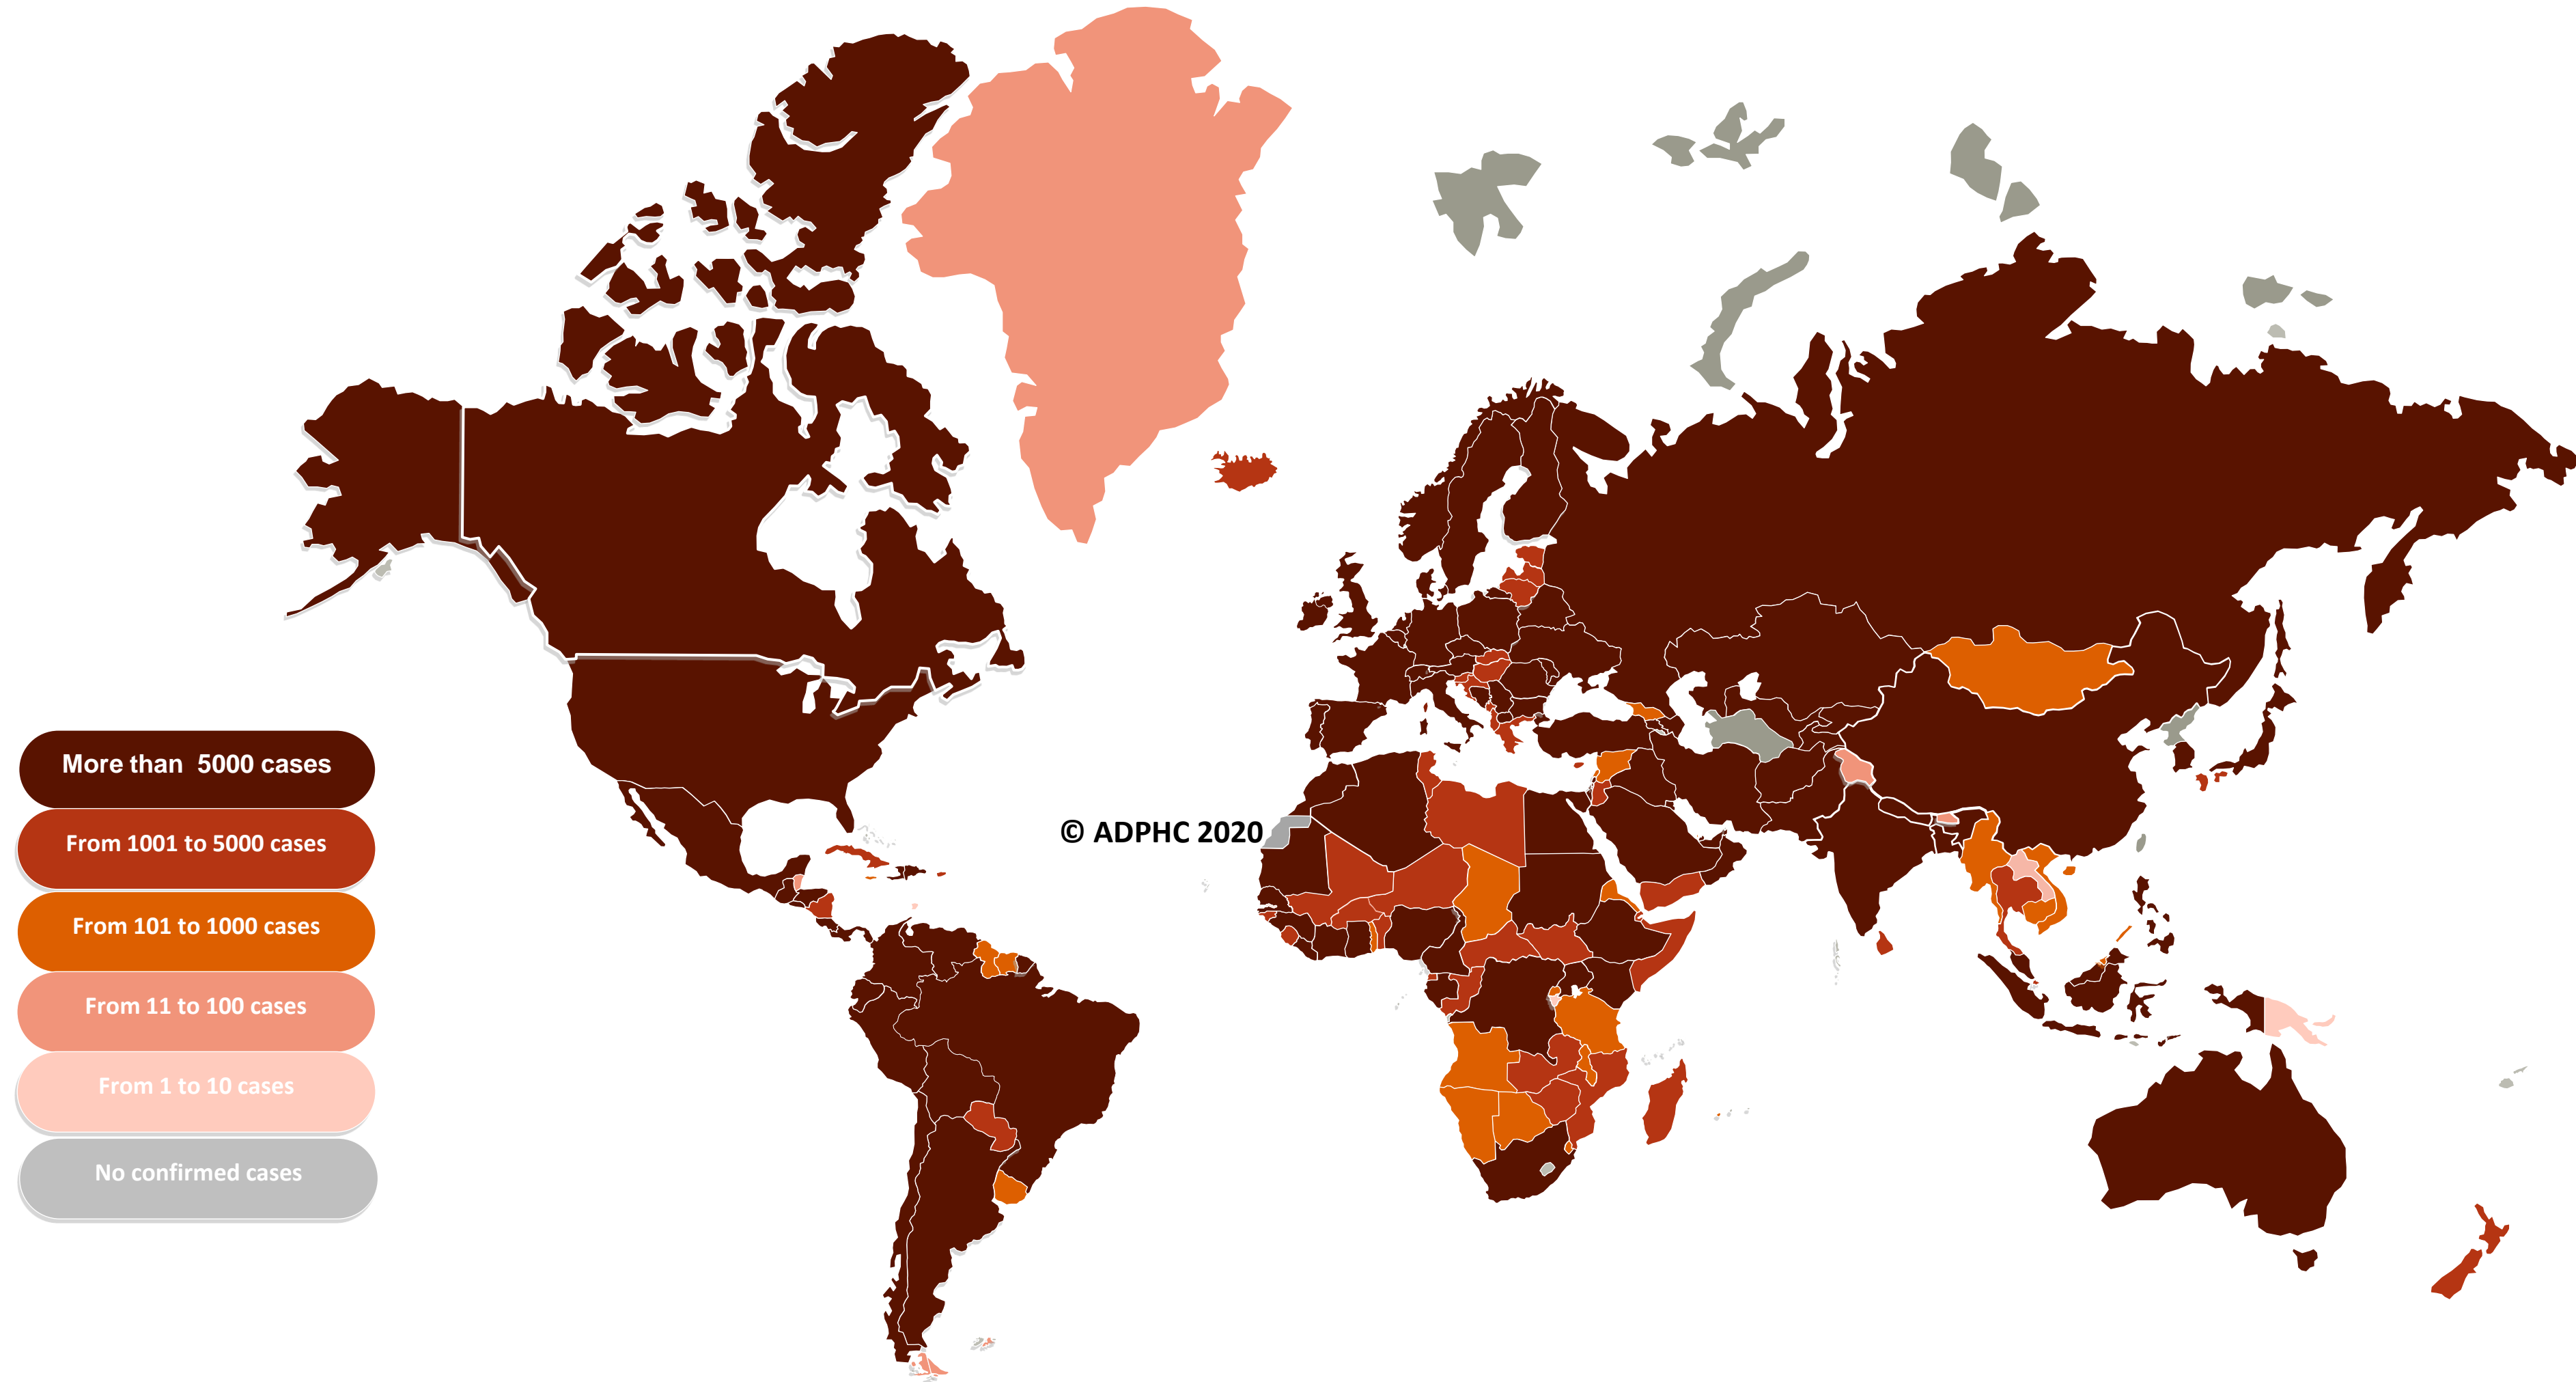 More than  5000 cases
From 1001 to 5000 cases
From 101 to 1000 cases
From 11 to 100 cases
From 1 to 10 cases
No confirmed cases
© ADPHC 2020